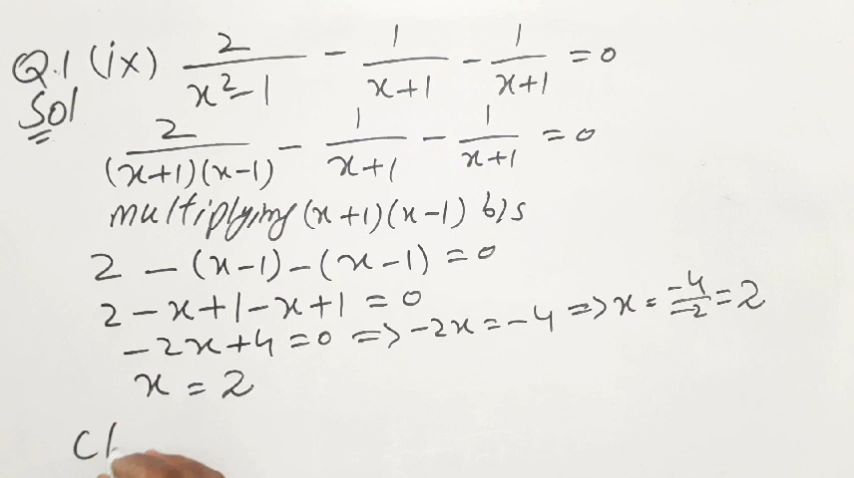 Q.1 (ix) 2/(x²-1) - 1/(x+1) - 1/(x+1) = 0
Sol
2/((x+1)(x-1)) - 1/(x+1) - 1/(x+1) = 0
multiplying (x+1)(x-1) b/s
2 - (x-1) - (x-1) = 0
2 - x + 1 - x + 1 = 0
-2x + 4 = 0 => -2x = -4 => x = -4/-2 = 2
x = 2
Ch